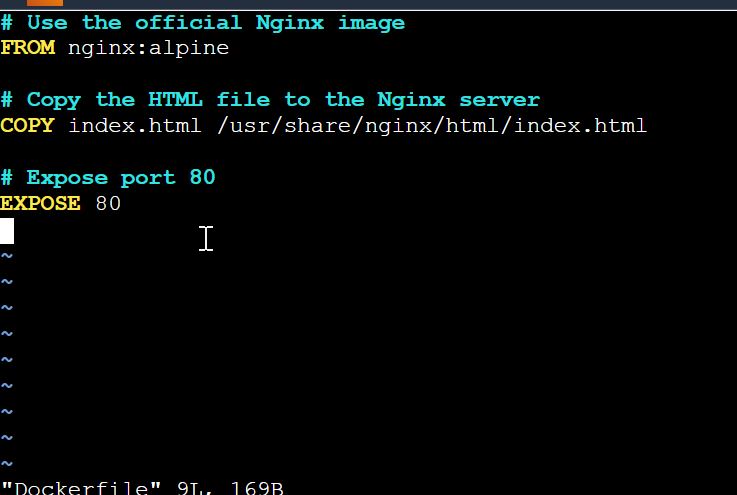 # Use the official Nginx image
FROM nginx:alpine
# Copy the HTML file to the Nginx server
COPY index.html /usr/share/nginx/html/index.html
# Expose port 80
EXPOSE 80
~
~
~
~
~
~
~
~
~
"Dockerfile" 9L, 169B